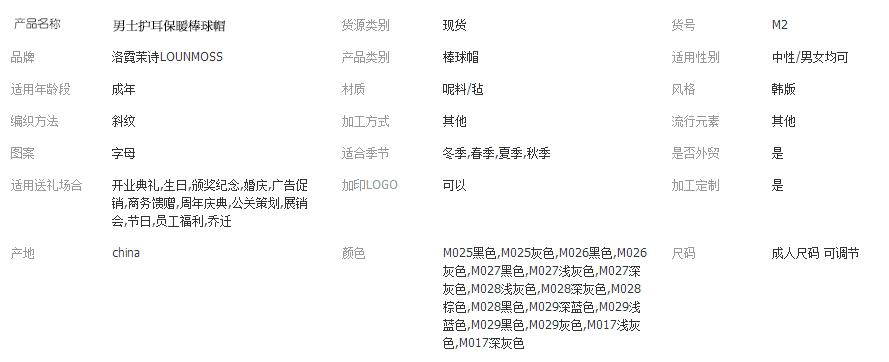 产品名称 男士护耳保暖棒球帽 货源类别 现货 货号 M2
品牌 洛霓茉诗LOUNMOSS 产品类别 棒球帽 适用性别 中性/男女均可
适用年龄段 成年 材质 呢料/毡 风格 韩版
编织方法 斜纹 加工方式 其他 流行元素 其他
图案 字母 适合季节 冬季,春季,夏季,秋季 是否外贸 是
适用送礼场合 开业典礼,生日,颁奖纪念,婚庆,广告促 加印LOGO 可以 加工定制 是
销,商务馈赠,周年庆典,公关策划,展销
会,节日,员工福利,乔迁
产地 china 颜色 M025黑色,M025灰色,M026黑色,M026 尺码 成人尺码 可调节
灰色,M027黑色,M027浅灰色,M027深
灰色,M028浅灰色,M028深灰色,M028
棕色,M028黑色,M029深蓝色,M029浅
蓝色,M029黑色,M029灰色,M017浅灰
色,M017深灰色